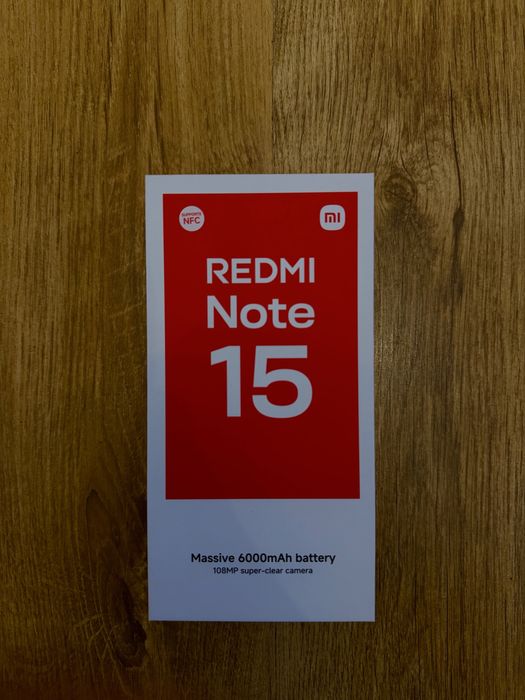 SUPPORTS
NFC
mi
REDMI
Note
15
Massive 6000mAh battery
108MP super-clear camera